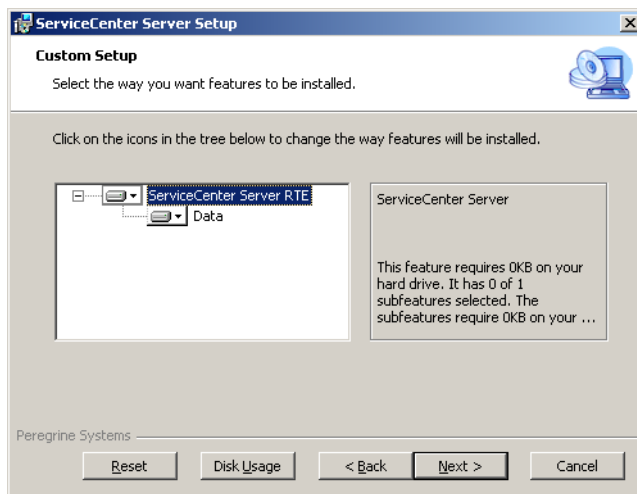 ServiceCenter Server Setup
Custom Setup
Select the way you want features to be installed.
Click on the icons in the tree below to change the way features will be installed.
ServiceCenter Server RTE
Data
ServiceCenter Server
This feature requires 0KB on your
hard drive. It has 0 of 1
subfeatures selected. The
subfeatures require 0KB on your ...
Peregrine Systems
Reset
Disk Usage
< Back
Next >
Cancel